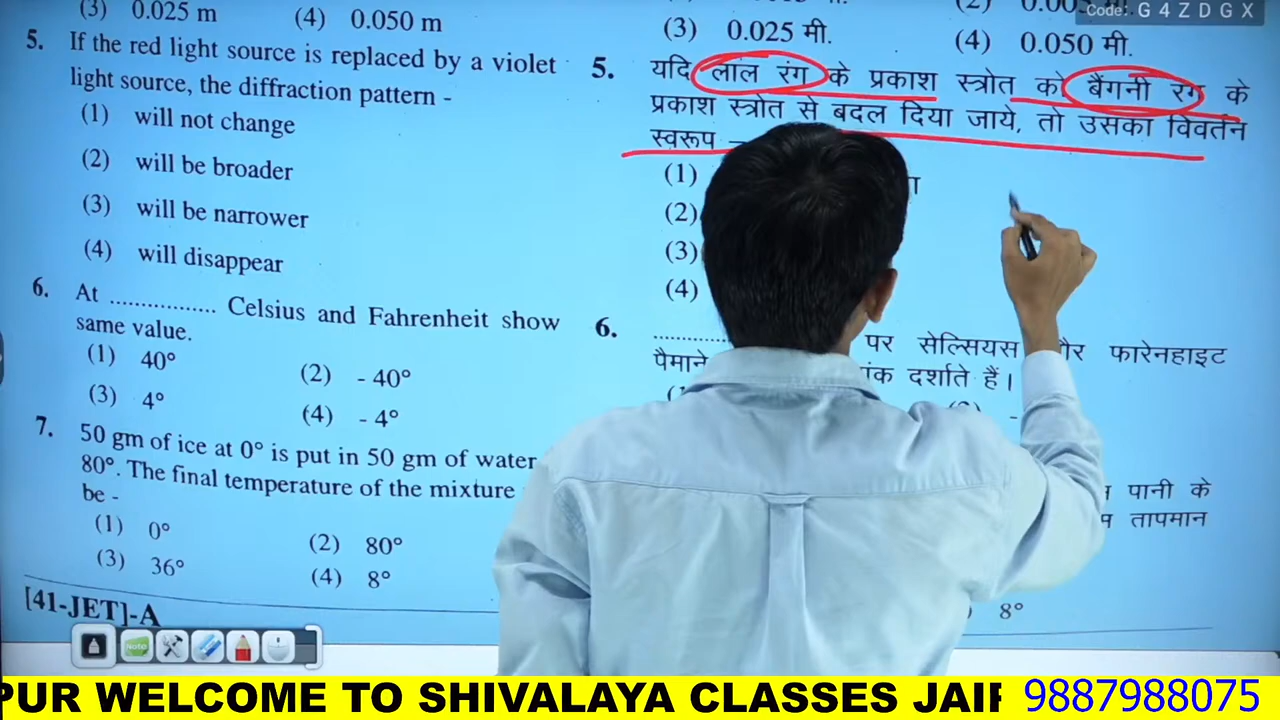 (3) 0.025 m (4) 0.050 m
5. If the red light source is replaced by a violet
light source, the diffraction pattern -
(1) will not change
(2) will be broader
(3) will be narrower
(4) will disappear
6. At ................ Celsius and Fahrenheit show
same value.
(1) 40° (2) - 40°
(3) 4° (4) - 4°
7. 50 gm of ice at 0° is put in 50 gm of water
80°. The final temperature of the mixture
be -
(1) 0° (2) 80°
(3) 36° (4) 8°
[41-JET]-A
Code: G 4 Z D G X
(3) 0.025 मी. (4) 0.050 मी.
5. यदि लाल रंग के प्रकाश स्त्रोत को बैंगनी रंग के
प्रकाश स्त्रोत से बदल दिया जाये, तो उसका विवर्तन
स्वरूप –
(1)
(2)
(3)
(4)
6. पर सेल्सियस और फारेनहाइट
पैमाने दर्शाते हैं।
पानी के
तापमान
8°
Note
PUR WELCOME TO SHIVALAYA CLASSES JAIP 9887988075